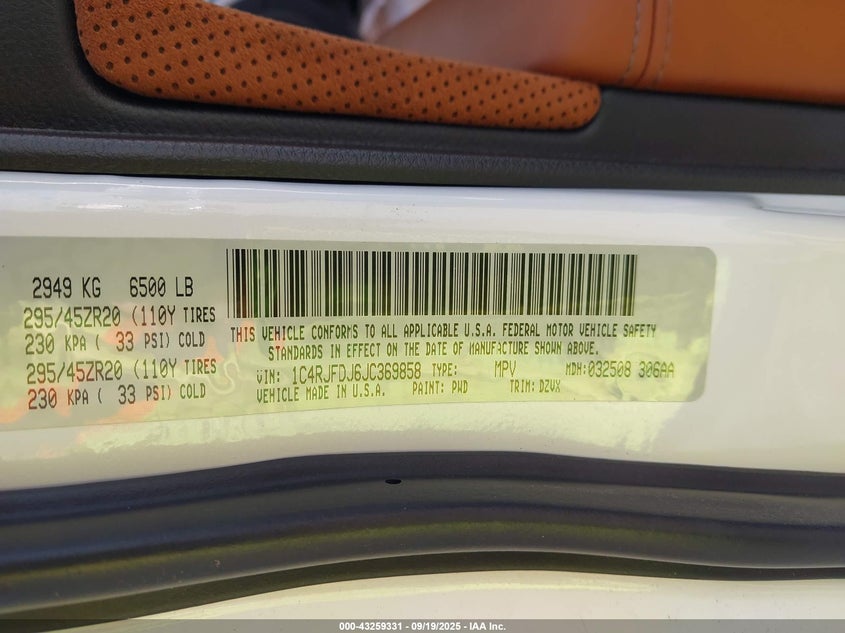 2949 KG 6500 LB
295/45ZR20 (110Y TIRES
230 KPA ( 33 PSI) COLD
295/45ZR20 (110Y TIRES
230 KPA ( 33 PSI) COLD
THIS VEHICLE CONFORMS TO ALL APPLICABLE U.S.A. FEDERAL MOTOR VEHICLE SAFETY
STANDARDS IN EFFECT ON THE DATE OF MANUFACTURE SHOWN ABOVE.
VIN: 1C4RJFDJ6JC369858 TYPE: MPV MDH: 032508 306AA
VEHICLE MADE IN U.S.A. PAINT: PWD TRIM: DZWX
000-43259331 | 09/19/2025 - IAA Inc.